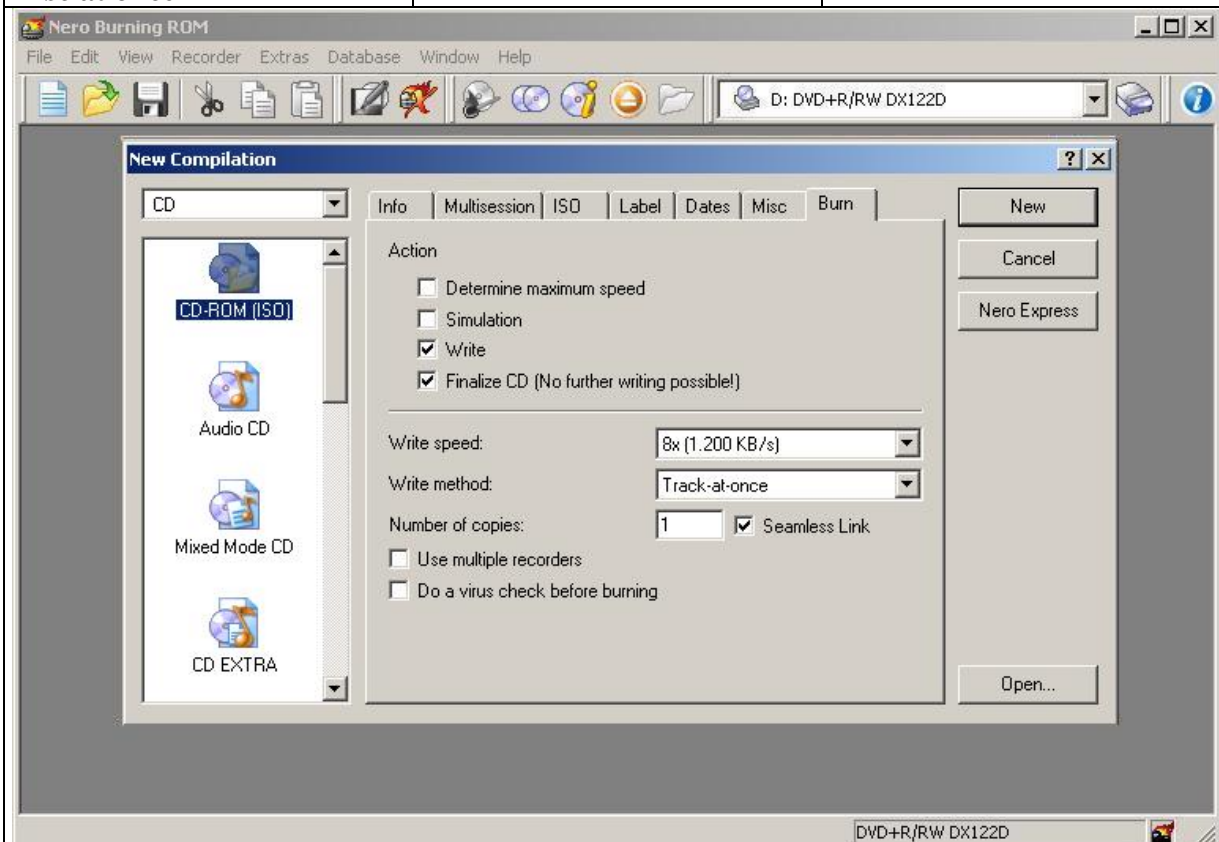 Nero Burning ROM
File Edit View Recorder Extras Database Window Help
D: DVD+R/RW DX122D
New Compilation
CD
Info Multisession ISO Label Dates Misc Burn
New
Action
Cancel
Determine maximum speed
CD-ROM (ISO)
Simulation
Nero Express
Write
Finalize CD (No further writing possible!)
Audio CD
Write speed: 8x (1.200 KB/s)
Write method: Track-at-once
Number of copies: 1 Seamless Link
Mixed Mode CD
Use multiple recorders
Do a virus check before burning
CD EXTRA
Open...
DVD+R/RW DX122D